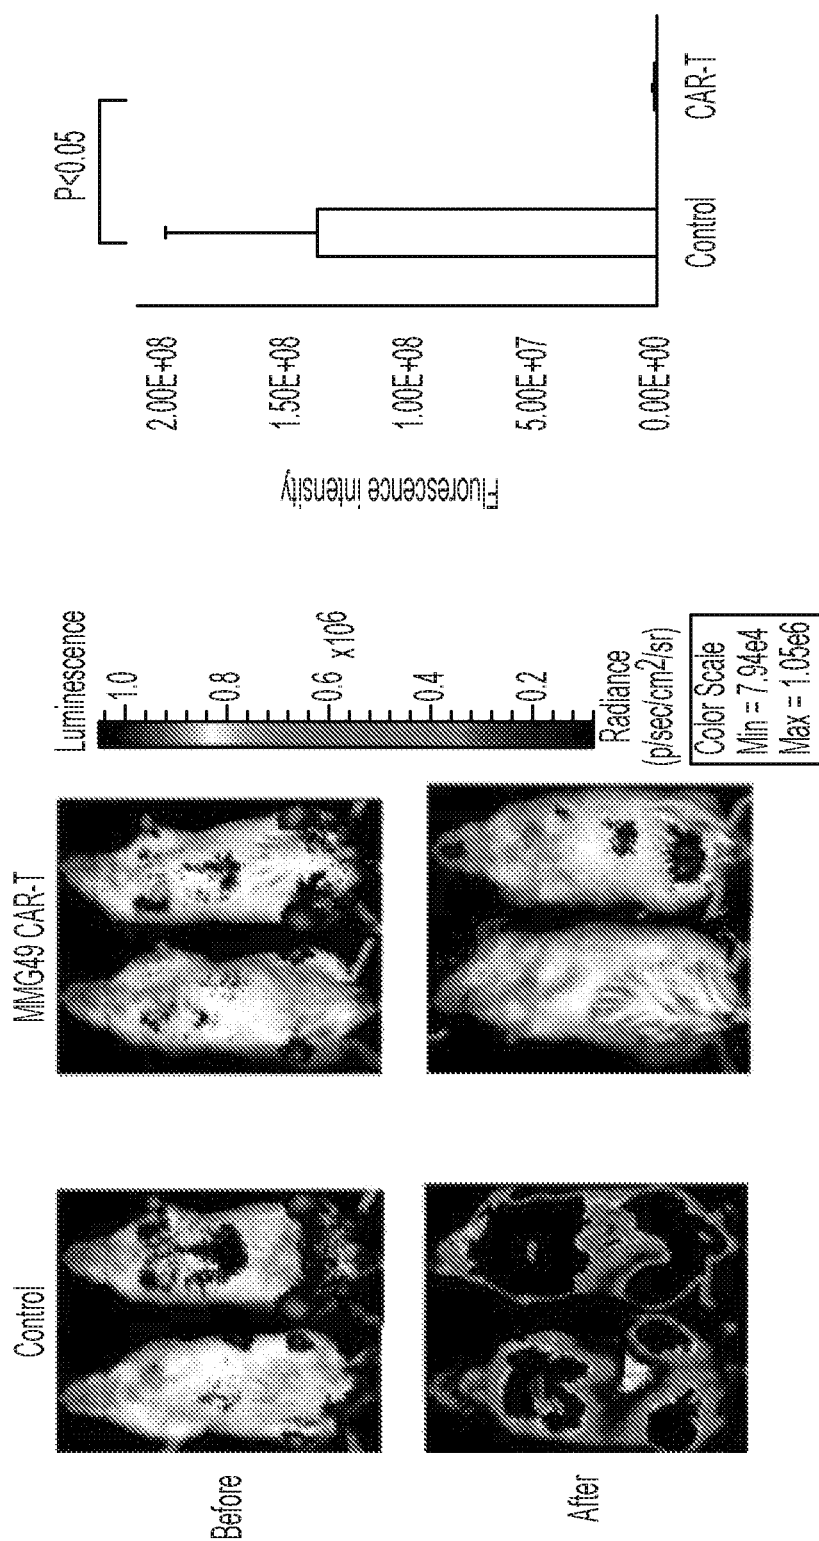 Control
MMG49 CAR-T
Before
After
Luminescence
1.0
0.8
0.6
x10⁶
0.4
0.2
Radiance
(p/sec/cm²/sr)
Color Scale
Min = 7.94e4
Max = 1.05e6
P<0.05
Fluorescence intensity
2.00E+08
1.50E+08
1.00E+08
5.00E+07
0.00E+00
Control
CAR-T